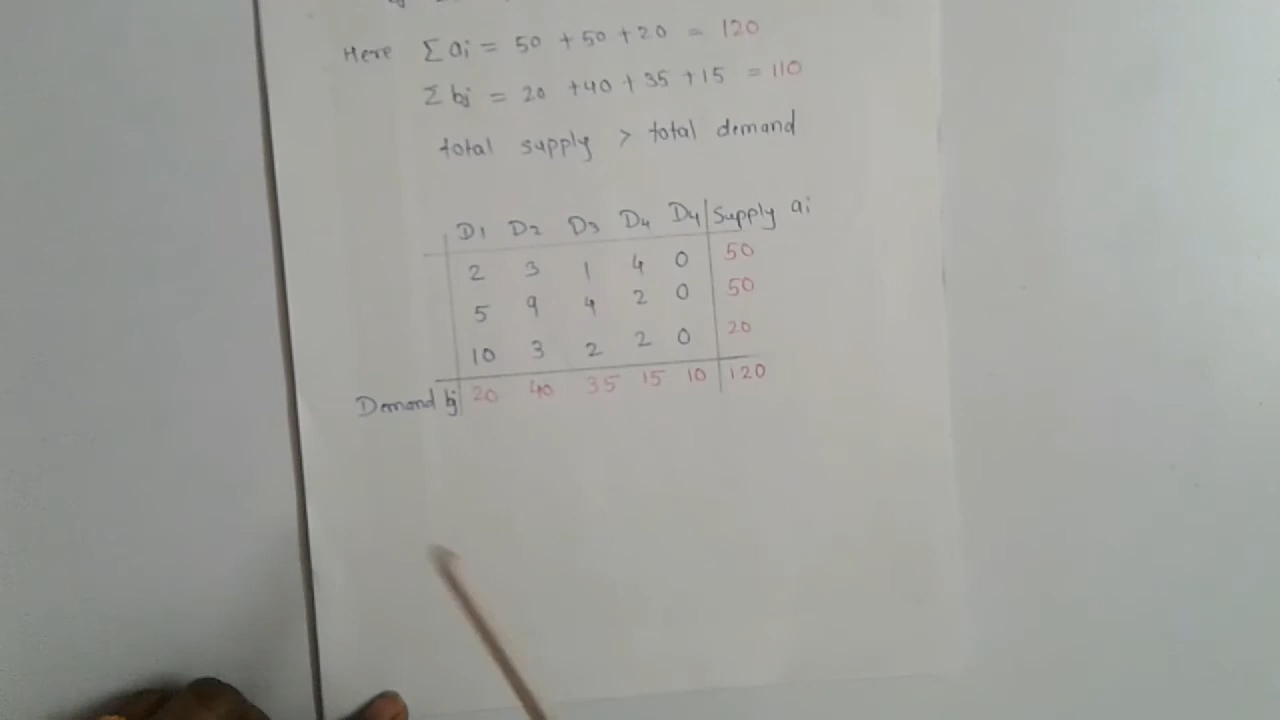 Here Σ ai = 50 + 50 + 20 = 120
Σ bj = 20 + 40 + 35 + 15 = 110
total supply > total demand
D1 D2 D3 D4 D4 Supply ai
2 3 1 4 0 50
5 9 4 2 0 50
10 3 2 2 0 20
Demand bj 20 40 35 15 10 120